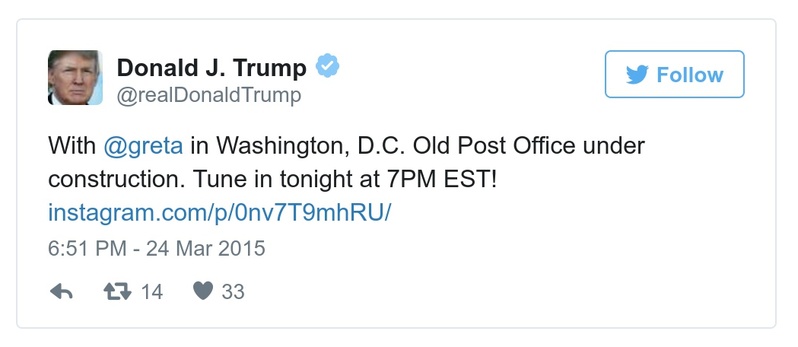 Donald J. Trump
@realDonaldTrump
Follow
With @greta in Washington, D.C. Old Post Office under
construction. Tune in tonight at 7PM EST!
instagram.com/p/0nv7T9mhRU/
6:51 PM - 24 Mar 2015
14 33